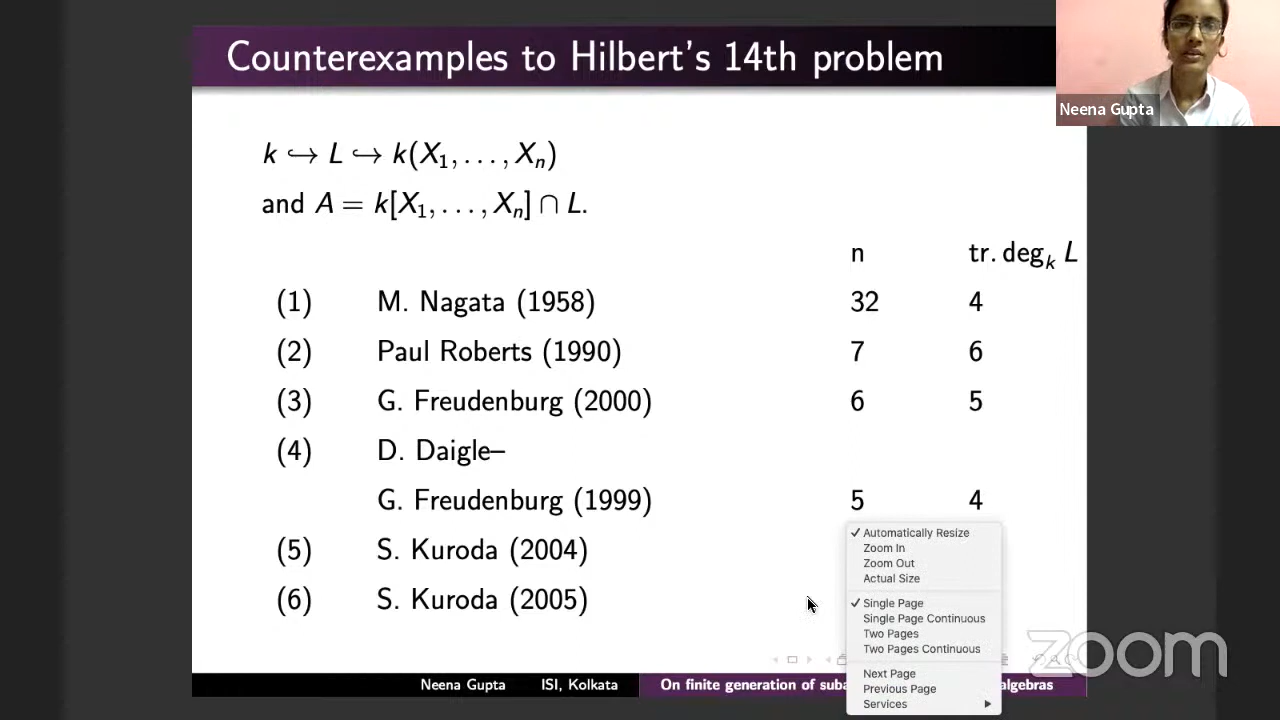 Counterexamples to Hilbert's 14th problem
Neena Gupta
k ↪ L ↪ k(X₁, . . . , Xₙ)
and A = k[X₁, . . . , Xₙ] ∩ L.
n tr. degₖ L
(1) M. Nagata (1958) 32 4
(2) Paul Roberts (1990) 7 6
(3) G. Freudenburg (2000) 6 5
(4) D. Daigle–
G. Freudenburg (1999) 5 4
(5) S. Kuroda (2004)
(6) S. Kuroda (2005)
✓ Automatically Resize
Zoom In
Zoom Out
Actual Size
✓ Single Page
Single Page Continuous
Two Pages
Two Pages Continuous
Next Page
Previous Page
Services
zoom
Neena Gupta ISI, Kolkata On finite generation of algebras